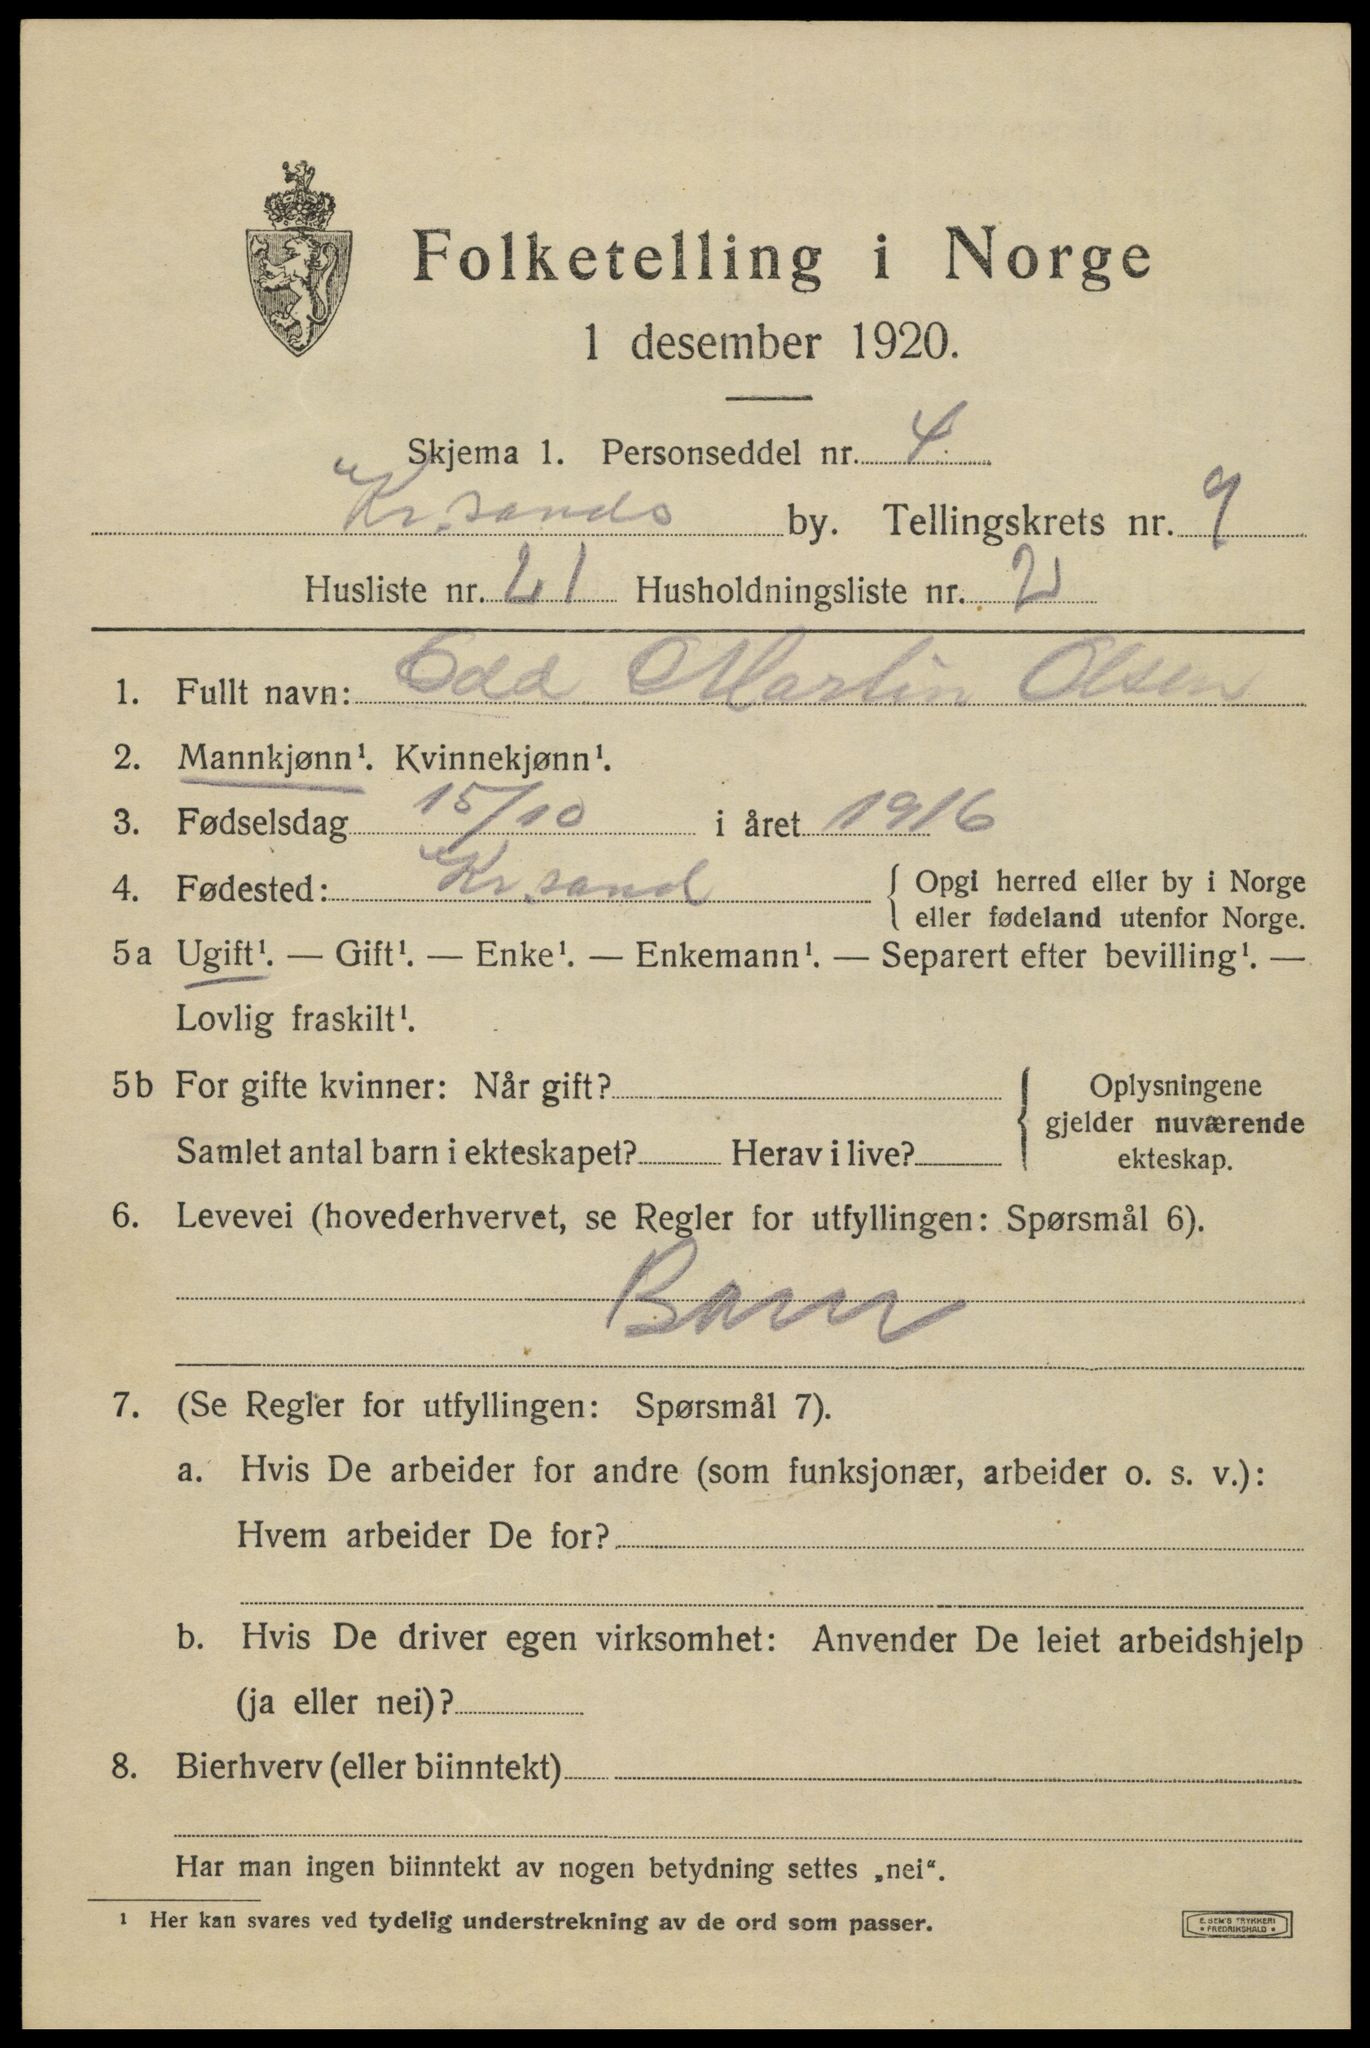 Folketelling i Norge
1 desember 1920.
Skjema 1. Personseddel nr. 4
Kr.sands by. Tellingskrets nr. 9
Husliste nr. 21 Husholdningsliste nr. 2
1. Fullt navn: Odd Martin Olsen
2. Mannkjønn¹. Kvinnekjønn¹.
3. Fødselsdag 15/10 i året 1916
4. Fødested: Kr.sand { Opgi herred eller by i Norge
eller fødeland utenfor Norge.
5a Ugift¹. — Gift¹. — Enke¹. — Enkemann¹. — Separert efter bevilling¹. —
Lovlig fraskilt¹.
5b For gifte kvinner: Når gift? { Oplysningene
gjelder nuværende
Samlet antal barn i ekteskapet? Herav i live? ekteskap.
6. Levevei (hovederhvervet, se Regler for utfyllingen: Spørsmål 6).
Barn
7. (Se Regler for utfyllingen: Spørsmål 7).
a. Hvis De arbeider for andre (som funksjonær, arbeider o. s. v.):
Hvem arbeider De for?
b. Hvis De driver egen virksomhet: Anvender De leiet arbeidshjelp
(ja eller nei)?
8. Bierhverv (eller biinntekt)
Har man ingen biinntekt av nogen betydning settes „nei“.
¹ Her kan svares ved tydelig understrekning av de ord som passer.
E. SEM'S TRYKKERI
* FREDRIKSHALD *